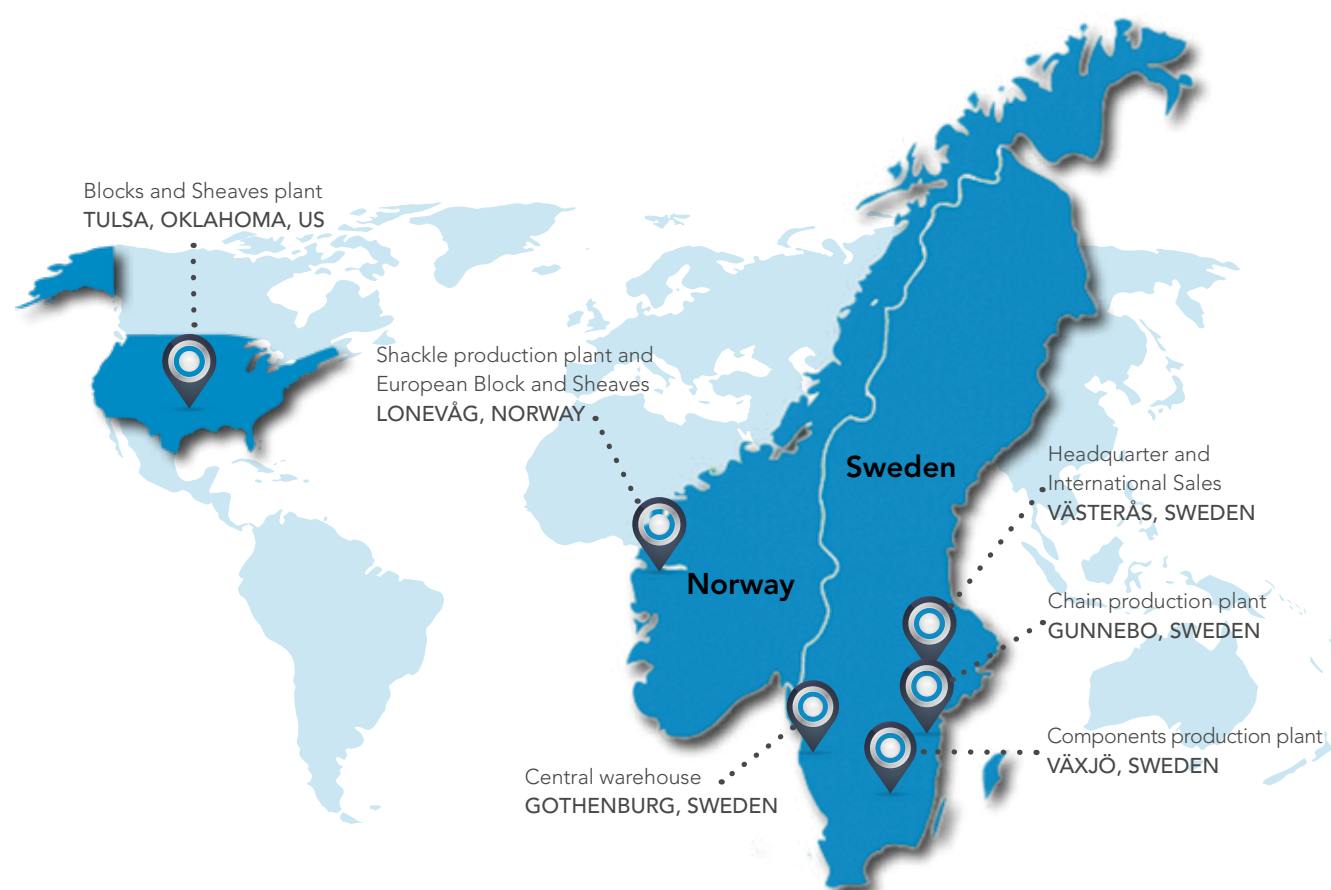 Blocks and Sheaves plant
TULSA, OKLAHOMA, US
Shackle production plant and
European Block and Sheaves
LONEVÅG, NORWAY
Sweden
Norway
Headquarter and
International Sales
VÄSTERÅS, SWEDEN
Chain production plant
GUNNEBO, SWEDEN
Components production plant
VÄXJÖ, SWEDEN
Central warehouse
GOTHENBURG, SWEDEN